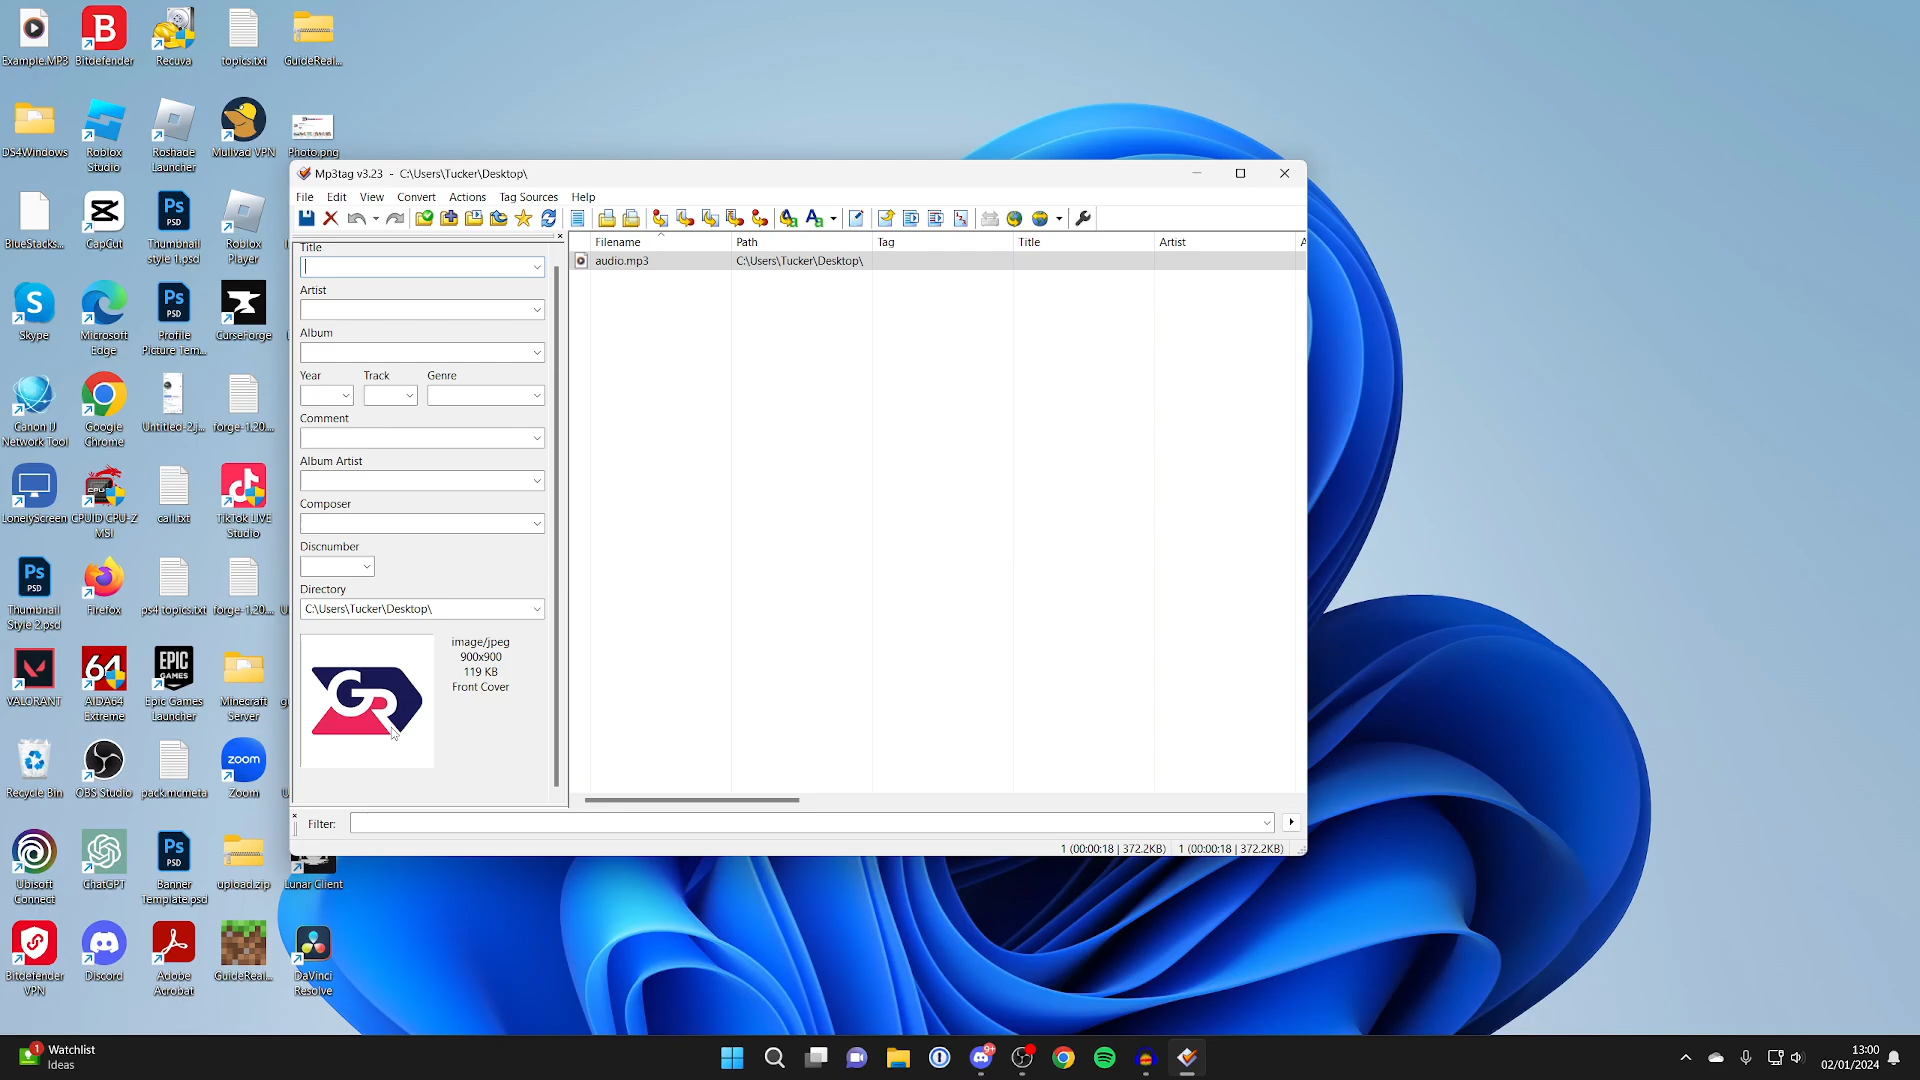 Example.MP3
Bitdefender
Recuva
topics.txt
GuideReal...
DS4Windows
Roblox Studio
Roshade Launcher
Mullvad VPN
Photo.png
BlueStacks...
CapCut
Thumbnail style 1.psd
Roblox Player
Skype
Microsoft Edge
Profile Picture Tem...
CurseForge
Canon IJ Network Tool
Google Chrome
Untitled-2.j...
forge-1.20...
LonelyScreen
CPUID CPU-Z MSI
call.txt
TikTok LIVE Studio
Thumbnail Style 2.psd
Firefox
ps4 topics.txt
forge-1.20...
VALORANT
AIDA64 Extreme
Epic Games Launcher
Minecraft Server
Recycle Bin
OBS Studio
pack.mcmeta
Zoom
Ubisoft Connect
ChatGPT
Banner Template.psd
upload.zip
Lunar Client
Bitdefender VPN
Discord
Adobe Acrobat
GuideReal...
DaVinci Resolve
Mp3tag v3.23 - C:\Users\Tucker\Desktop\
File Edit View Convert Actions Tag Sources Help
Title
Artist
Album
Year Track Genre
Comment
Album Artist
Composer
Discnumber
Directory
C:\Users\Tucker\Desktop\
GR
image/jpeg
900x900
119 KB
Front Cover
Filename Path Tag Title Artist A
audio.mp3 C:\Users\Tucker\Desktop\
Filter:
1 (00:00:18 | 372.2KB) 1 (00:00:18 | 372.2KB)
1
Watchlist
Ideas
9+
13:00
02/01/2024